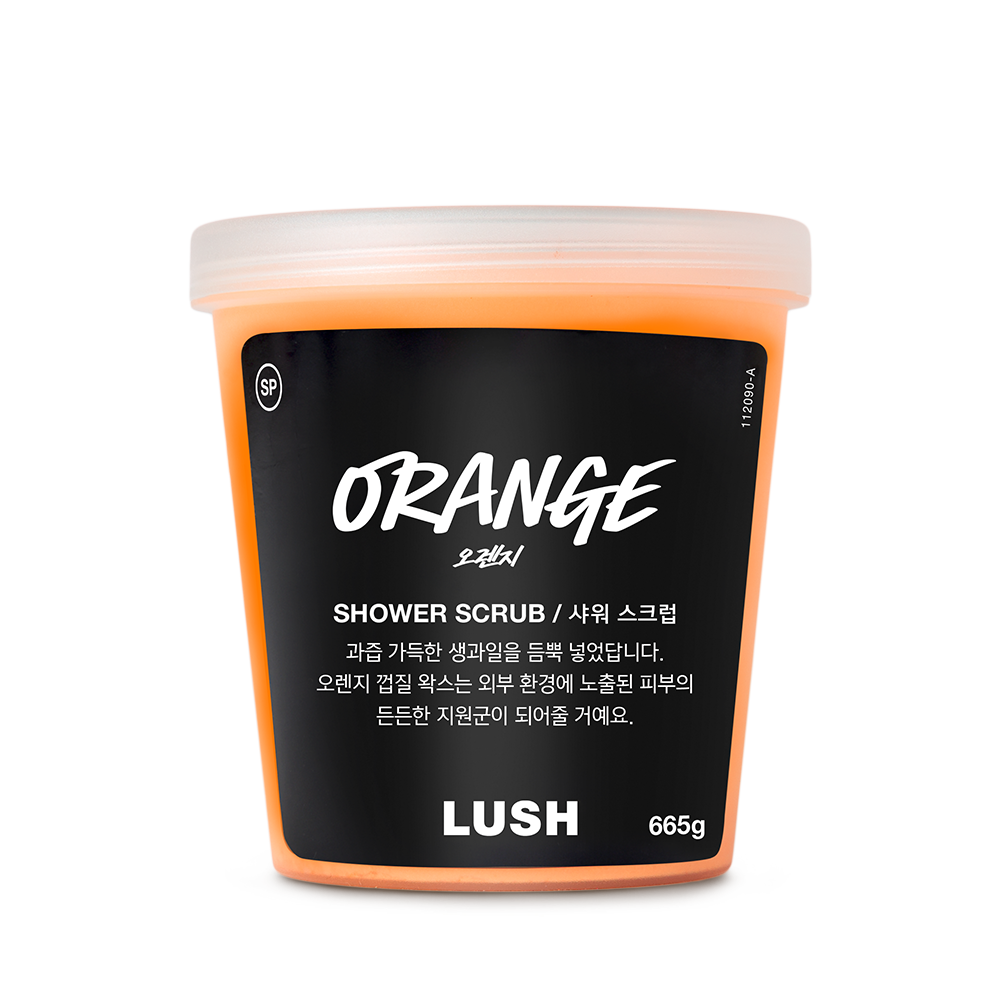 SP
112090-A
ORANGE
오렌지
SHOWER SCRUB / 샤워 스크럽
과즙 가득한 생과일을 듬뿍 넣었답니다.
오렌지 껍질 왁스는 외부 환경에 노출된 피부의
든든한 지원군이 되어줄 거예요.
LUSH
665g